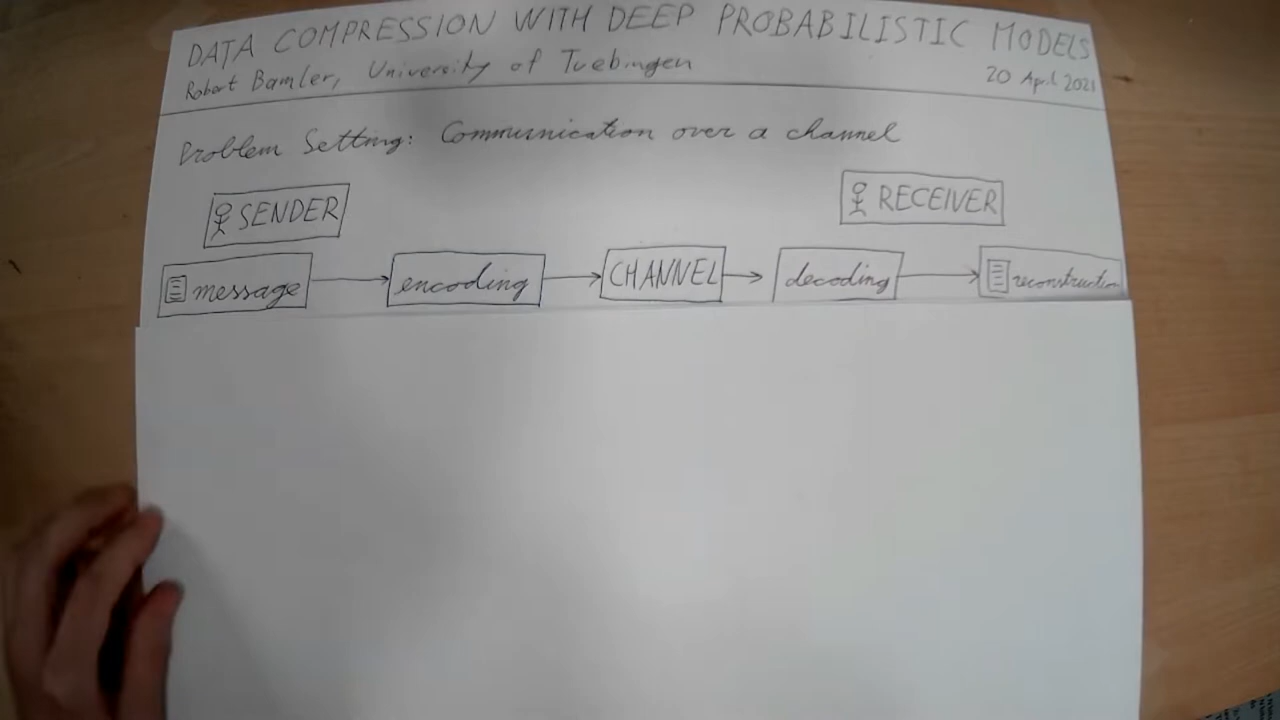 DATA COMPRESSION WITH DEEP PROBABILISTIC MODELS
Robert Bamler, University of Tuebingen
20 April 2021
Problem Setting: Communication over a channel
SENDER
RECEIVER
message
encoding
CHANNEL
decoding
reconstruction